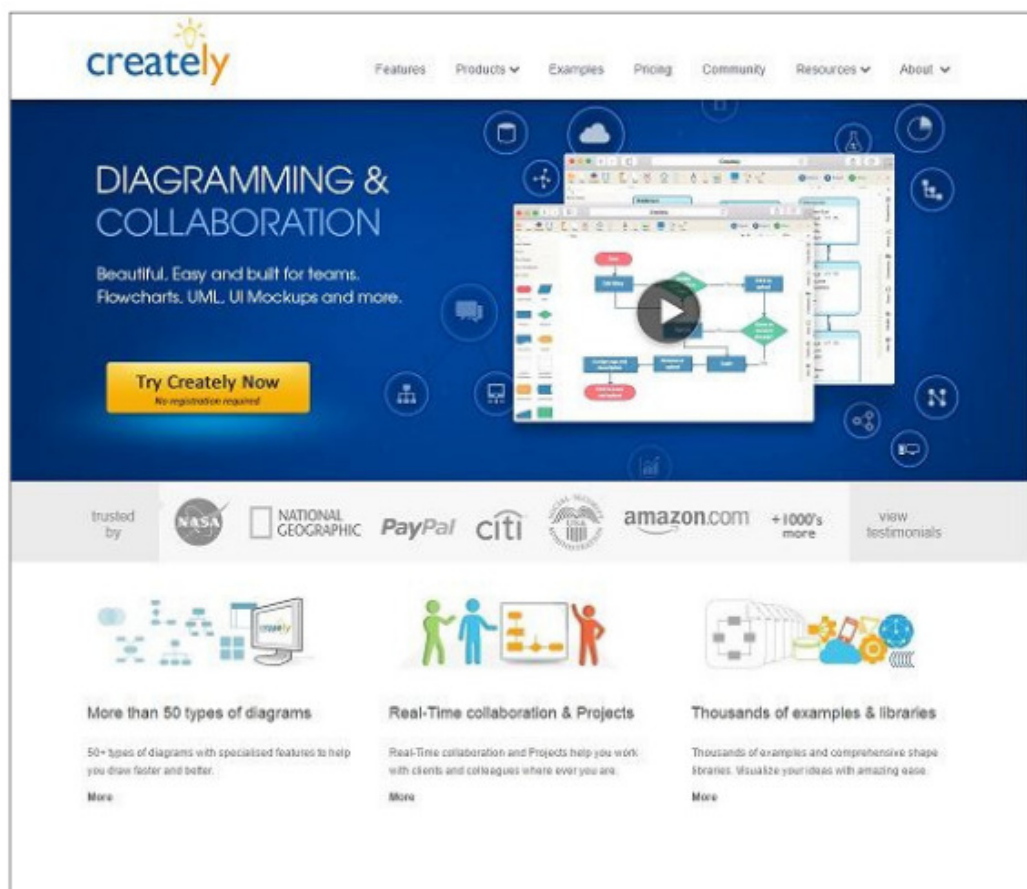 creately
Features Products Examples Pricing Community Resources About
DIAGRAMMING &
COLLABORATION
Beautiful, Easy and built for teams.
Flowcharts, UML, UI Mockups and more.
Try Creately Now
No registration required
trusted
by
NASA
NATIONAL
GEOGRAPHIC
PayPal
citi
SOCIAL SECURITY
USA
ADMINISTRATION
amazon.com
+1000's
more
view
testimonials
creately
More than 50 types of diagrams
50+ types of diagrams with specialised features to help
you draw faster and better.
More
Real-Time collaboration & Projects
Real-Time collaboration and Projects help you work
with clients and colleagues where ever you are.
More
Thousands of examples & libraries
Thousands of examples and comprehensive shape
libraries. Visualize your ideas with amazing ease.
More